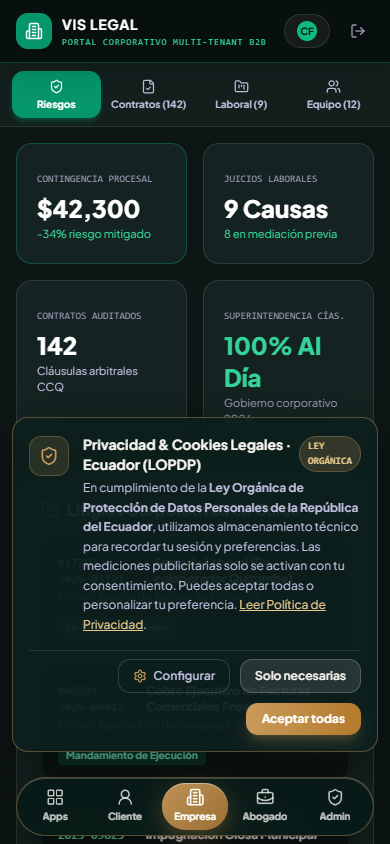 VIS LEGAL
PORTAL CORPORATIVO MULTI-TENANT B2B
CF
Riesgos
Contratos (142)
Laboral (9)
Equipo (12)
CONTINGENCIA PROCESAL
$42,300
-34% riesgo mitigado
JUICIOS LABORALES
9 Causas
8 en mediación previa
CONTRATOS AUDITADOS
142
Cláusulas arbitrales
CCQ
SUPERINTENDENCIA CÍAS.
100% Al
Día
Gobierno corporativo
Privacidad & Cookies Legales ·
Ecuador (LOPDP)
LEY
ORGÁNICA
En cumplimiento de la Ley Orgánica de
Protección de Datos Personales de la República
del Ecuador, utilizamos almacenamiento técnico
para recordar tu sesión y preferencias. Las
mediciones publicitarias solo se activan con tu
consentimiento. Puedes aceptar todas o
personalizar tu preferencia. Leer Política de
Privacidad.
Configurar
Solo necesarias
Aceptar todas
Mandamiento de Ejecución
Apps
Cliente
Empresa
Abogado
Admin
Impugnación Glosa Municipal